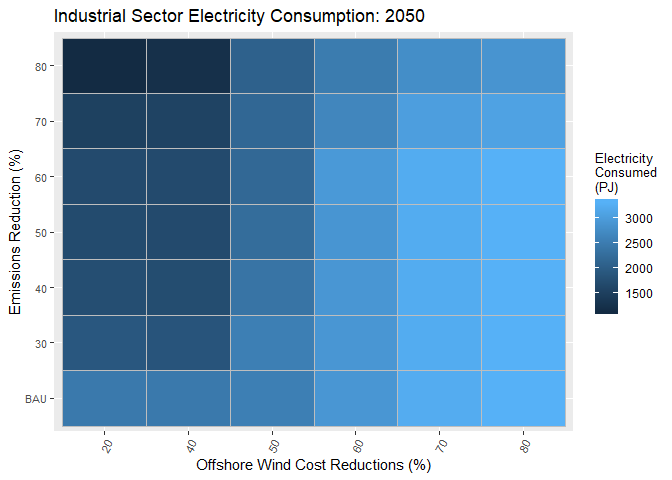 Industrial Sector Electricity Consumption: 2050
Emissions Reduction (%)
80
70
60
50
40
30
BAU
20
40
50
60
70
80
Offshore Wind Cost Reductions (%)
Electricity
Consumed
(PJ)
3000
2500
2000
1500